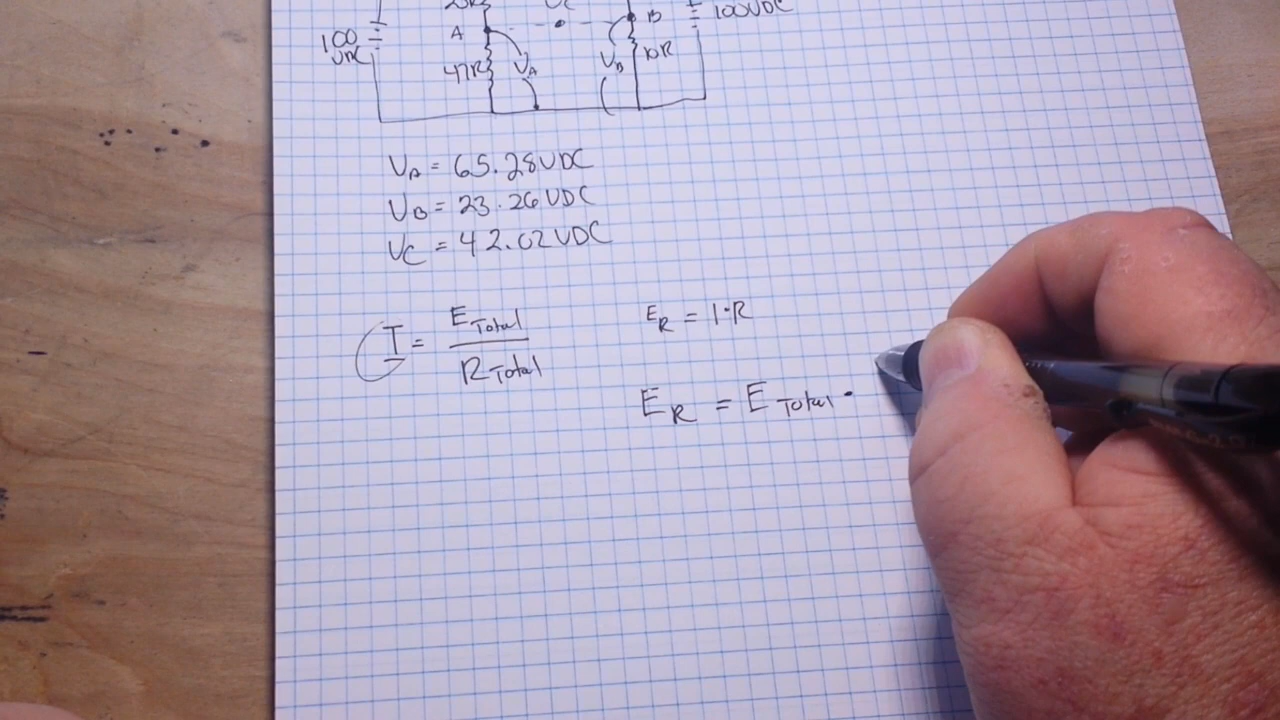 A
B
100VDC
100
VDC
47R
VA
VB
10R
VA = 65.28VDC
VB = 23.26VDC
VC = 42.02VDC
I = ETotal / RTotal
ER = I·R
ER = ETotal ·